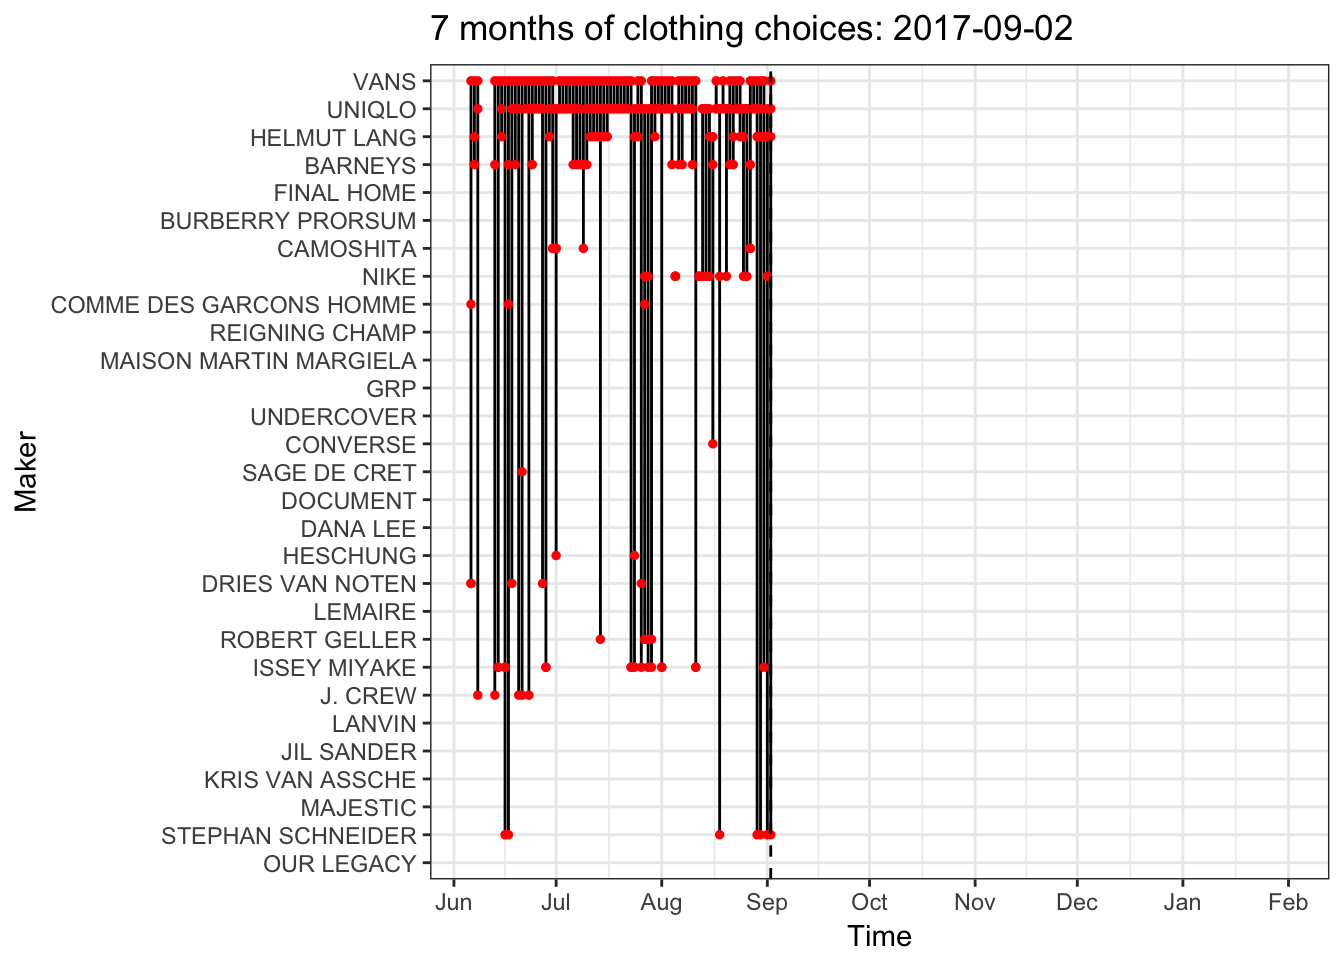 7 months of clothing choices: 2017-09-02
Maker
VANS
UNIQLO
HELMUT LANG
BARNEYS
FINAL HOME
BURBERRY PRORSUM
CAMOSHITA
NIKE
COMME DES GARCONS HOMME
REIGNING CHAMP
MAISON MARTIN MARGIELA
GRP
UNDERCOVER
CONVERSE
SAGE DE CRET
DOCUMENT
DANA LEE
HESCHUNG
DRIES VAN NOTEN
LEMAIRE
ROBERT GELLER
ISSEY MIYAKE
J. CREW
LANVIN
JIL SANDER
KRIS VAN ASSCHE
MAJESTIC
STEPHAN SCHNEIDER
OUR LEGACY
Jun Jul Aug Sep Oct Nov Dec Jan Feb
Time